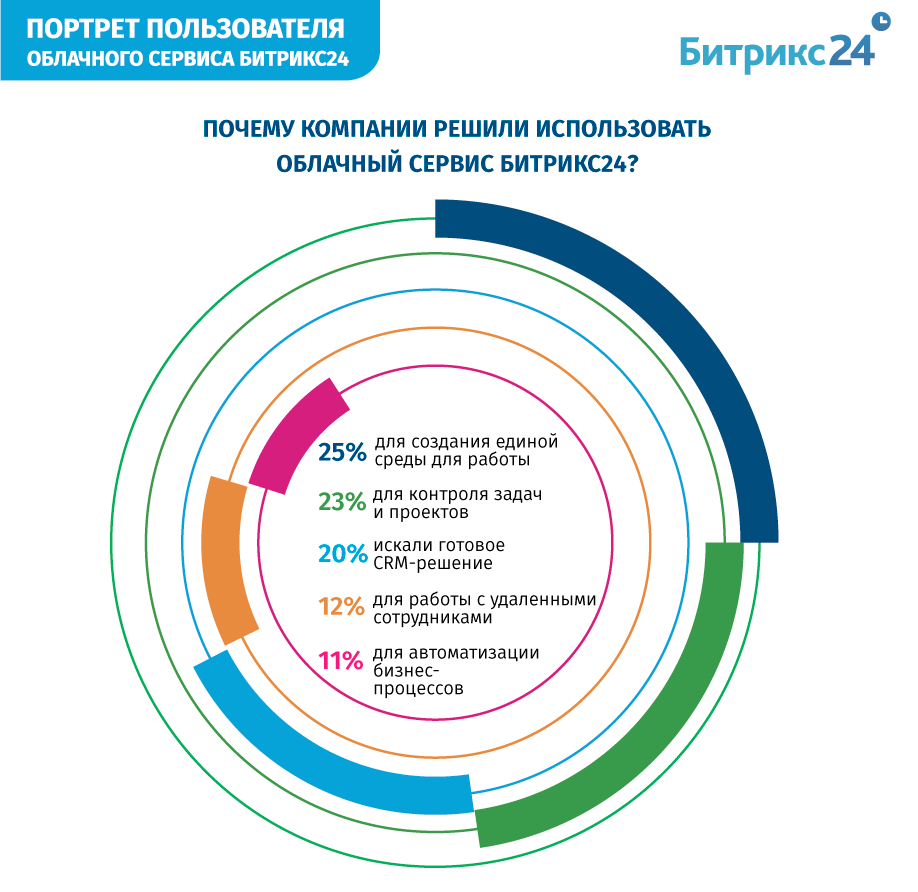 ПОРТРЕТ ПОЛЬЗОВАТЕЛЯ
ОБЛАЧНОГО СЕРВИСА БИТРИКС24
Битрикс24
ПОЧЕМУ КОМПАНИИ РЕШИЛИ ИСПОЛЬЗОВАТЬ
ОБЛАЧНЫЙ СЕРВИС БИТРИКС24?
25% для создания единой
среды для работы
23% для контроля задач
и проектов
20% искали готовое
CRM-решение
12% для работы с удаленными
сотрудниками
11% для автоматизации
бизнес-
процессов